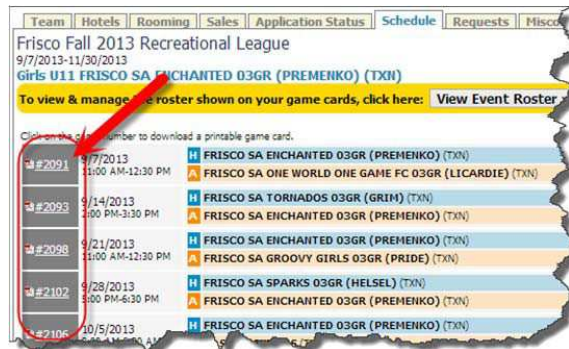 Team Hotels Rooming Sales Application Status Schedule Requests
Frisco Fall 2013 Recreational League
9/7/2013-11/30/2013
Girls U11 FRISCO SA ENCHANTED 03GR (PREMENKO) (TXN)
To view & manage roster shown on your game cards, click here: View Event Roster
Click on the game number to download a printable game card.
#2091 9/7/2013 H FRISCO SA ENCHANTED 03GR (PREMENKO) (TXN)
11:00 AM-12:30 PM A FRISCO SA ONE WORLD ONE GAME FC 03GR (LICARDIE) (TXN)
#2093 9/14/2013 H FRISCO SA TORNADOS 03GR (GRIM) (TXN)
2:00 PM-3:30 PM A FRISCO SA ENCHANTED 03GR (PREMENKO) (TXN)
#2098 9/21/2013 H FRISCO SA ENCHANTED 03GR (PREMENKO) (TXN)
11:00 AM-12:30 PM A FRISCO SA GROOVY GIRLS 03GR (PRIDE) (TXN)
#2102 9/28/2013 H FRISCO SA SPARKS 03GR (HELSEL) (TXN)
5:00 PM-6:30 PM A FRISCO SA ENCHANTED 03GR (PREMENKO) (TXN)
#2106 10/5/2013 H FRISCO SA ENCHANTED 03GR (PREMENKO) (TXN)